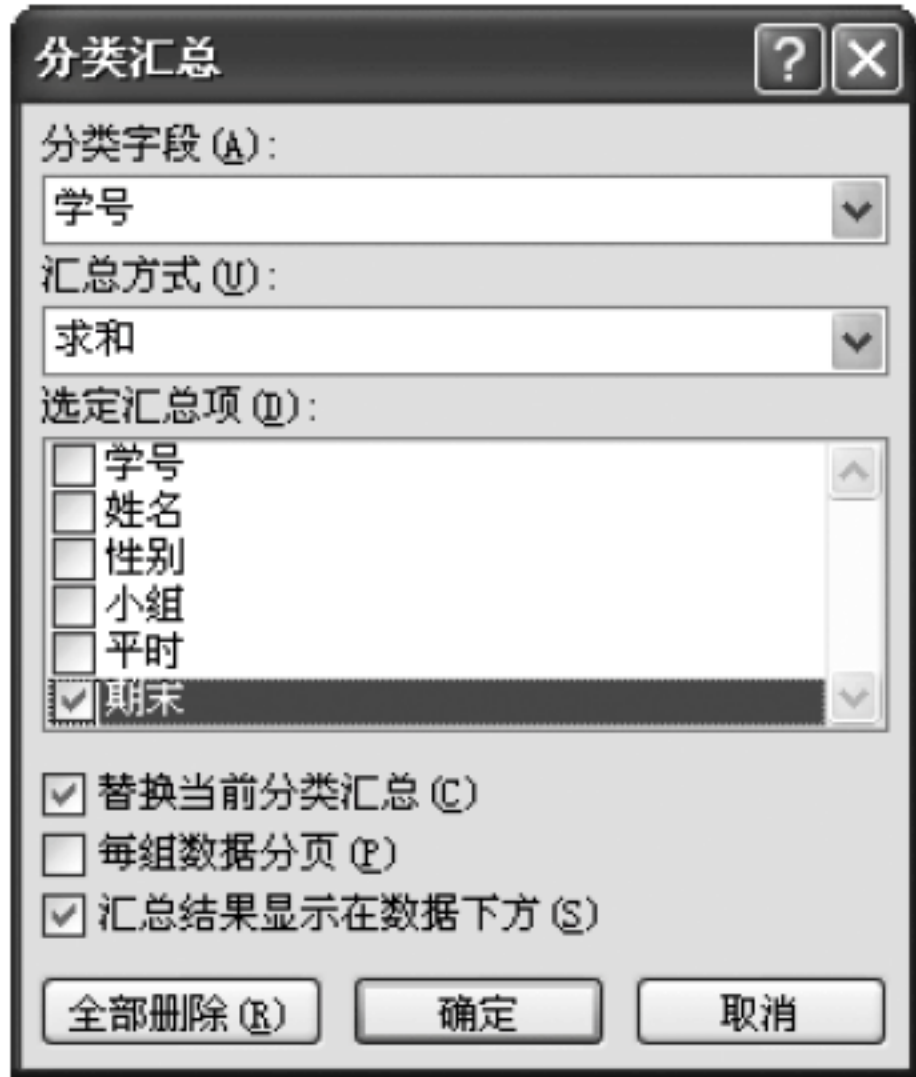 分类汇总
分类字段(A):
学号
汇总方式(U):
求和
选定汇总项(D):
学号
姓名
性别
小组
平时
期末
替换当前分类汇总(C)
每组数据分页(P)
汇总结果显示在数据下方(S)
全部删除(R) 确定 取消